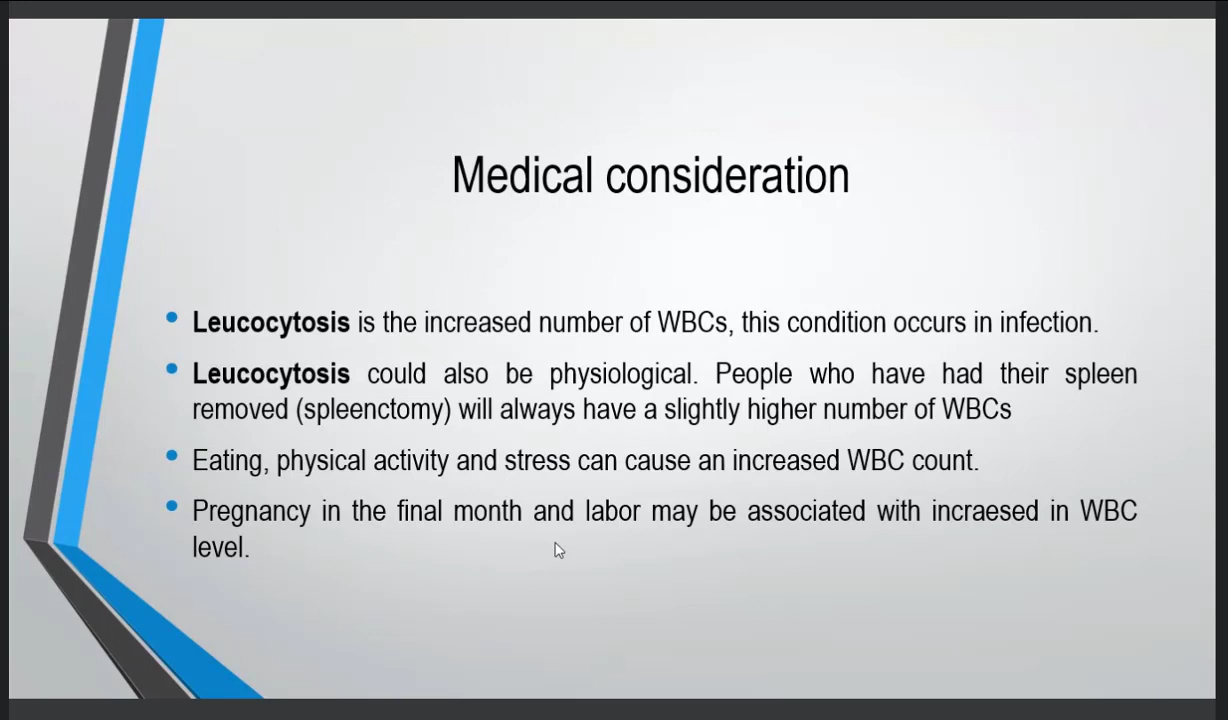 Medical consideration
• Leucocytosis is the increased number of WBCs, this condition occurs in infection.
• Leucocytosis could also be physiological. People who have had their spleen
removed (spleenctomy) will always have a slightly higher number of WBCs
• Eating, physical activity and stress can cause an increased WBC count.
• Pregnancy in the final month and labor may be associated with incraesed in WBC
level.